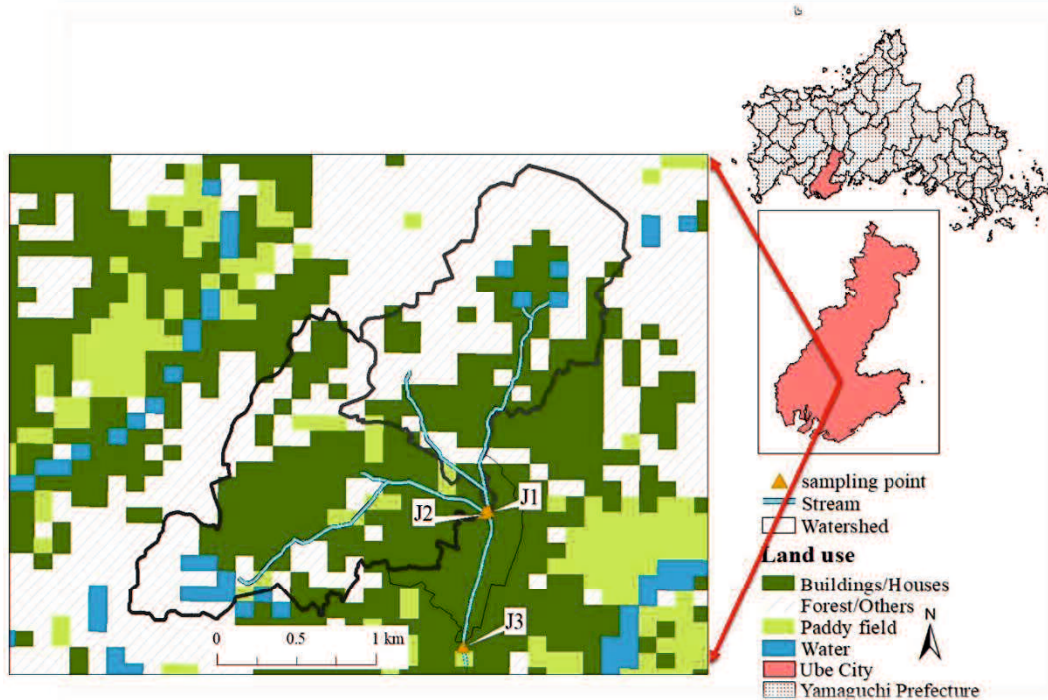 J1
J2
J3
0 0.5 1 km
sampling point
Stream
Watershed
Land use
Buildings/Houses
Forest/Others
Paddy field
Water
Ube City
Yamaguchi Prefecture
N